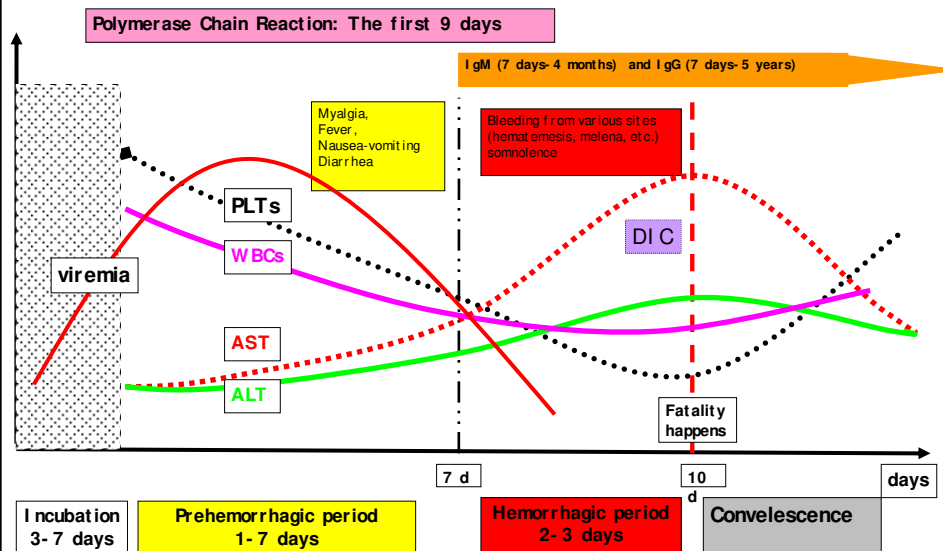 Polymerase Chain Reaction: The first 9 days
IgM (7 days- 4 months) and IgG (7 days- 5 years)
Myalgia,
Fever,
Nausea-vomiting
Diarrhea
Bleeding from various sites
(hematemesis, melena, etc.)
somnolence
PLTs
DIC
WBCs
viremia
AST
ALT
Fatality
happens
7 d
10
d
days
Incubation
3- 7 days
Prehemorrhagic period
1- 7 days
Hemorrhagic period
2- 3 days
Convelescence